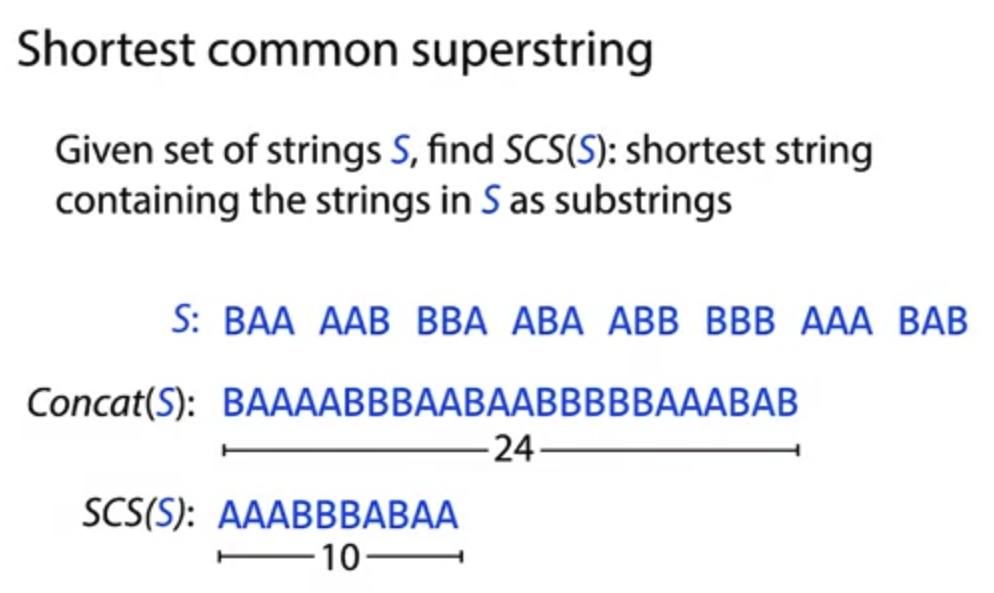 Shortest common superstring
Given set of strings S, find SCS(S): shortest string
containing the strings in S as substrings
S: BAA AAB BBA ABA ABB BBB AAA BAB
Concat(S): BAAAABBBAABAABBBBBAAABAB
24
SCS(S): AAABBBABAA
10